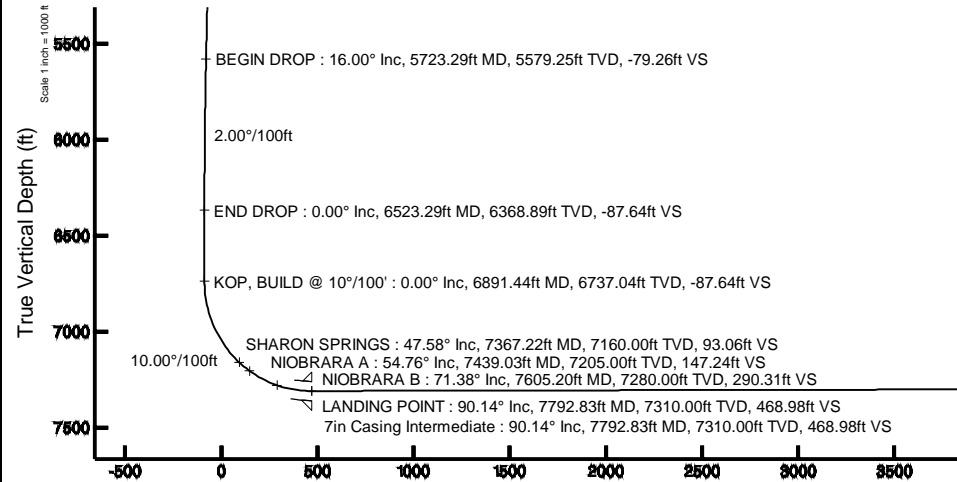 Scale 1 inch = 1000 ft
True Vertical Depth (ft)
5500
BEGIN DROP : 16.00° Inc, 5723.29ft MD, 5579.25ft TVD, -79.26ft VS
6000
2.00°/100ft
END DROP : 0.00° Inc, 6523.29ft MD, 6368.89ft TVD, -87.64ft VS
6500
KOP, BUILD @ 10°/100' : 0.00° Inc, 6891.44ft MD, 6737.04ft TVD, -87.64ft VS
7000
SHARON SPRINGS : 47.58° Inc, 7367.22ft MD, 7160.00ft TVD, 93.06ft VS
10.00°/100ft
NIOBRARA A : 54.76° Inc, 7439.03ft MD, 7205.00ft TVD, 147.24ft VS
NIOBRARA B : 71.38° Inc, 7605.20ft MD, 7280.00ft TVD, 290.31ft VS
LANDING POINT : 90.14° Inc, 7792.83ft MD, 7310.00ft TVD, 468.98ft VS
7in Casing Intermediate : 90.14° Inc, 7792.83ft MD, 7310.00ft TVD, 468.98ft VS
7500
-500 0 500 1000 1500 2000 2500 3000 3500